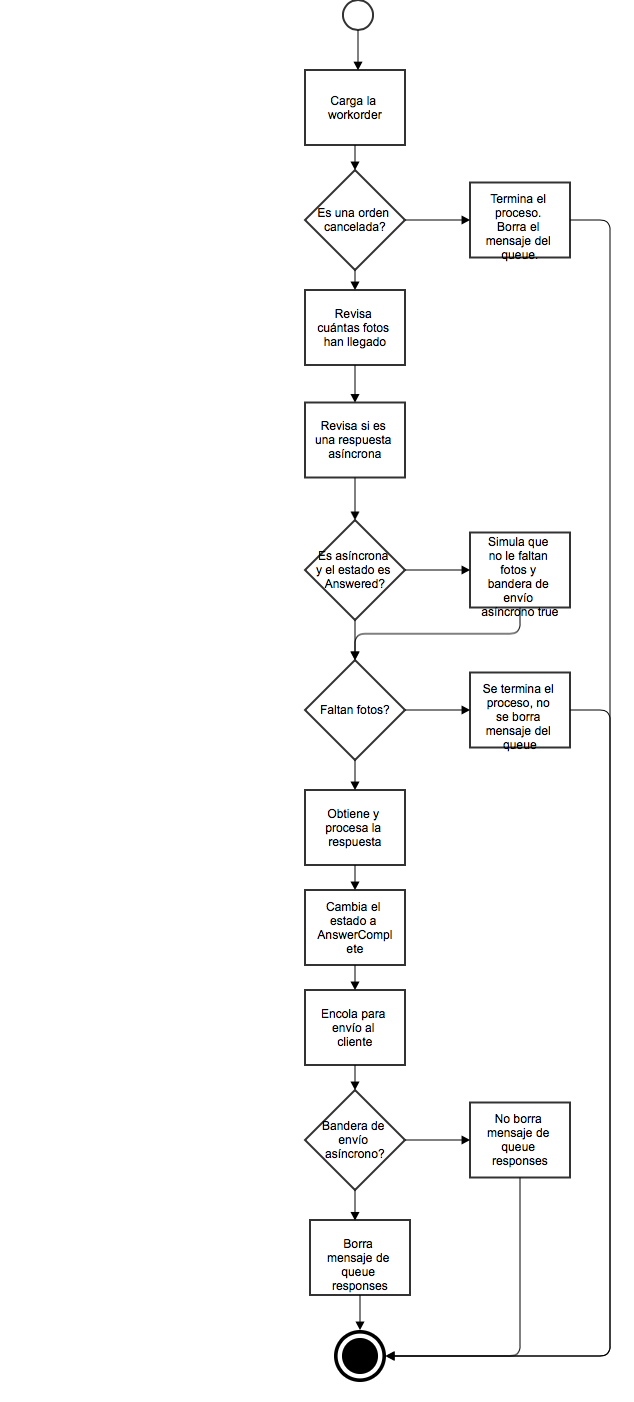 Carga la
workorder
Es una orden
cancelada?
Termina el
proceso.
Borra el
mensaje del
queue.
Revisa
cuántas fotos
han llegado
Revisa si es
una respuesta
asíncrona
Es asíncrona
y el estado es
Answered?
Simula que
no le faltan
fotos y
bandera de
envío
asíncrono true
Faltan fotos?
Se termina el
proceso, no
se borra
mensaje del
queue
Obtiene y
procesa la
respuesta
Cambia el
estado a
AnswerCompl
ete
Encola para
envío al
cliente
Bandera de
envío
asíncrono?
No borra
mensaje de
queue
responses
Borra
mensaje de
queue
responses